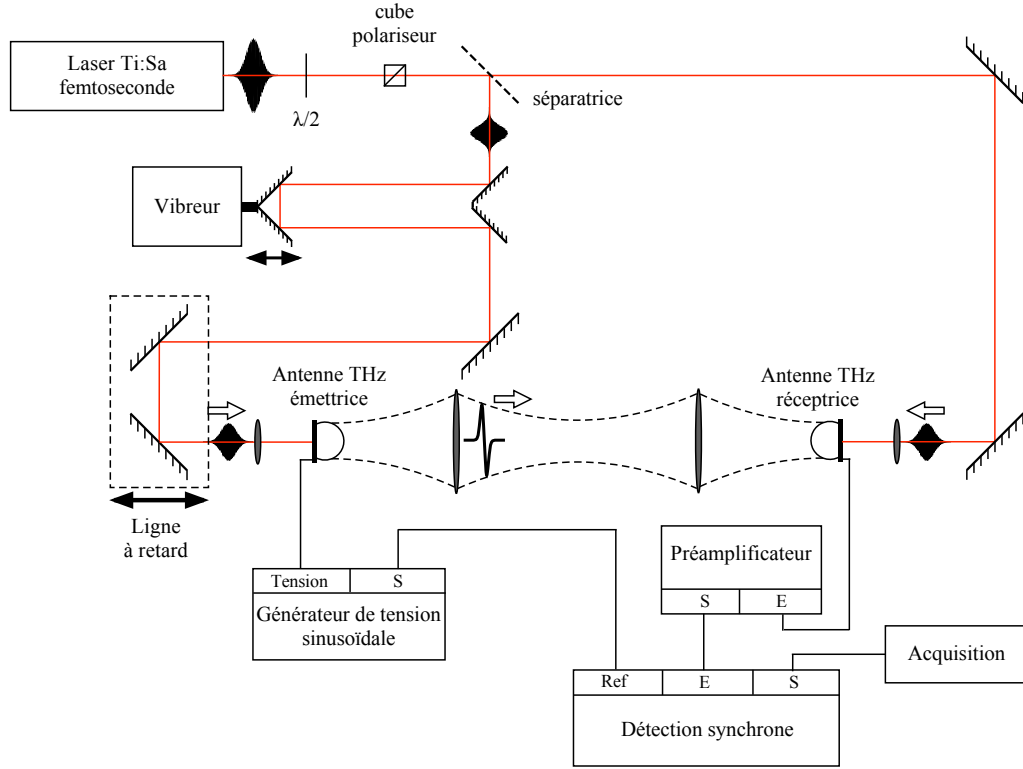 cube
polariseur
Laser Ti:Sa
femtoseconde
λ/2
séparatrice
Vibreur
Antenne THz
émettrice
Antenne THz
réceptrice
Ligne
à retard
Tension
S
Générateur de tension
sinusoïdale
Préamplificateur
S
E
Acquisition
Ref
E
S
Détection synchrone